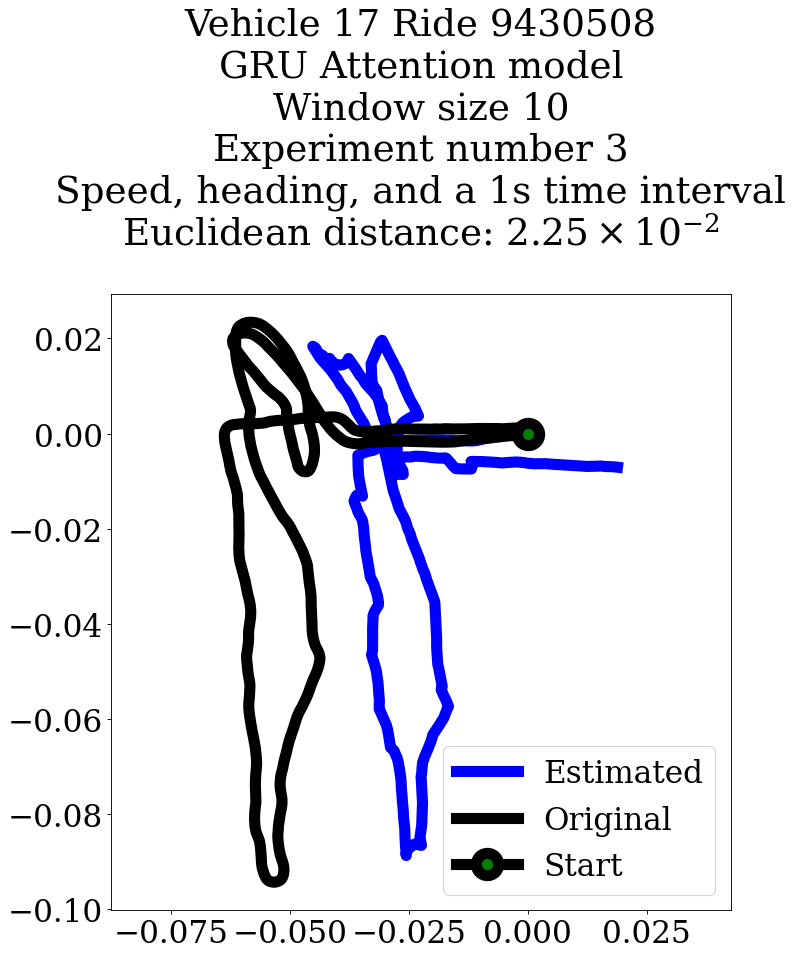 Vehicle 17 Ride 9430508
GRU Attention model
Window size 10
Experiment number 3
Speed, heading, and a 1s time interval
Euclidean distance: 2.25 × 10⁻²
0.02
0.00
−0.02
−0.04
−0.06
−0.08
−0.10
Estimated
Original
Start
−0.075 −0.050 −0.025 0.000 0.025